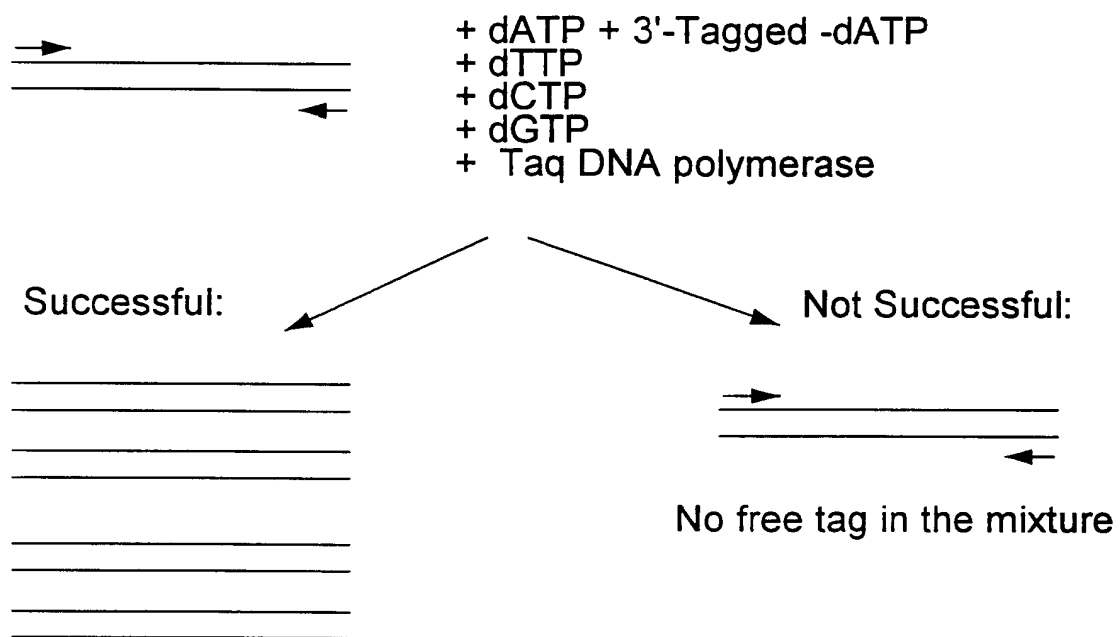 + dATP + 3'-Tagged -dATP
+ dTTP
+ dCTP
+ dGTP
+ Taq DNA polymerase
Successful:
Not Successful:
No free tag in the mixture